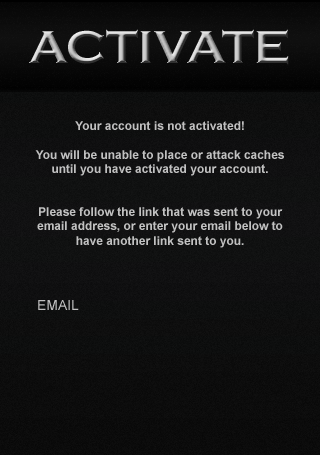 ACTIVATE
Your account is not activated!
You will be unable to place or attack caches
until you have activated your account.
Please follow the link that was sent to your
email address, or enter your email below to
have another link sent to you.
EMAIL